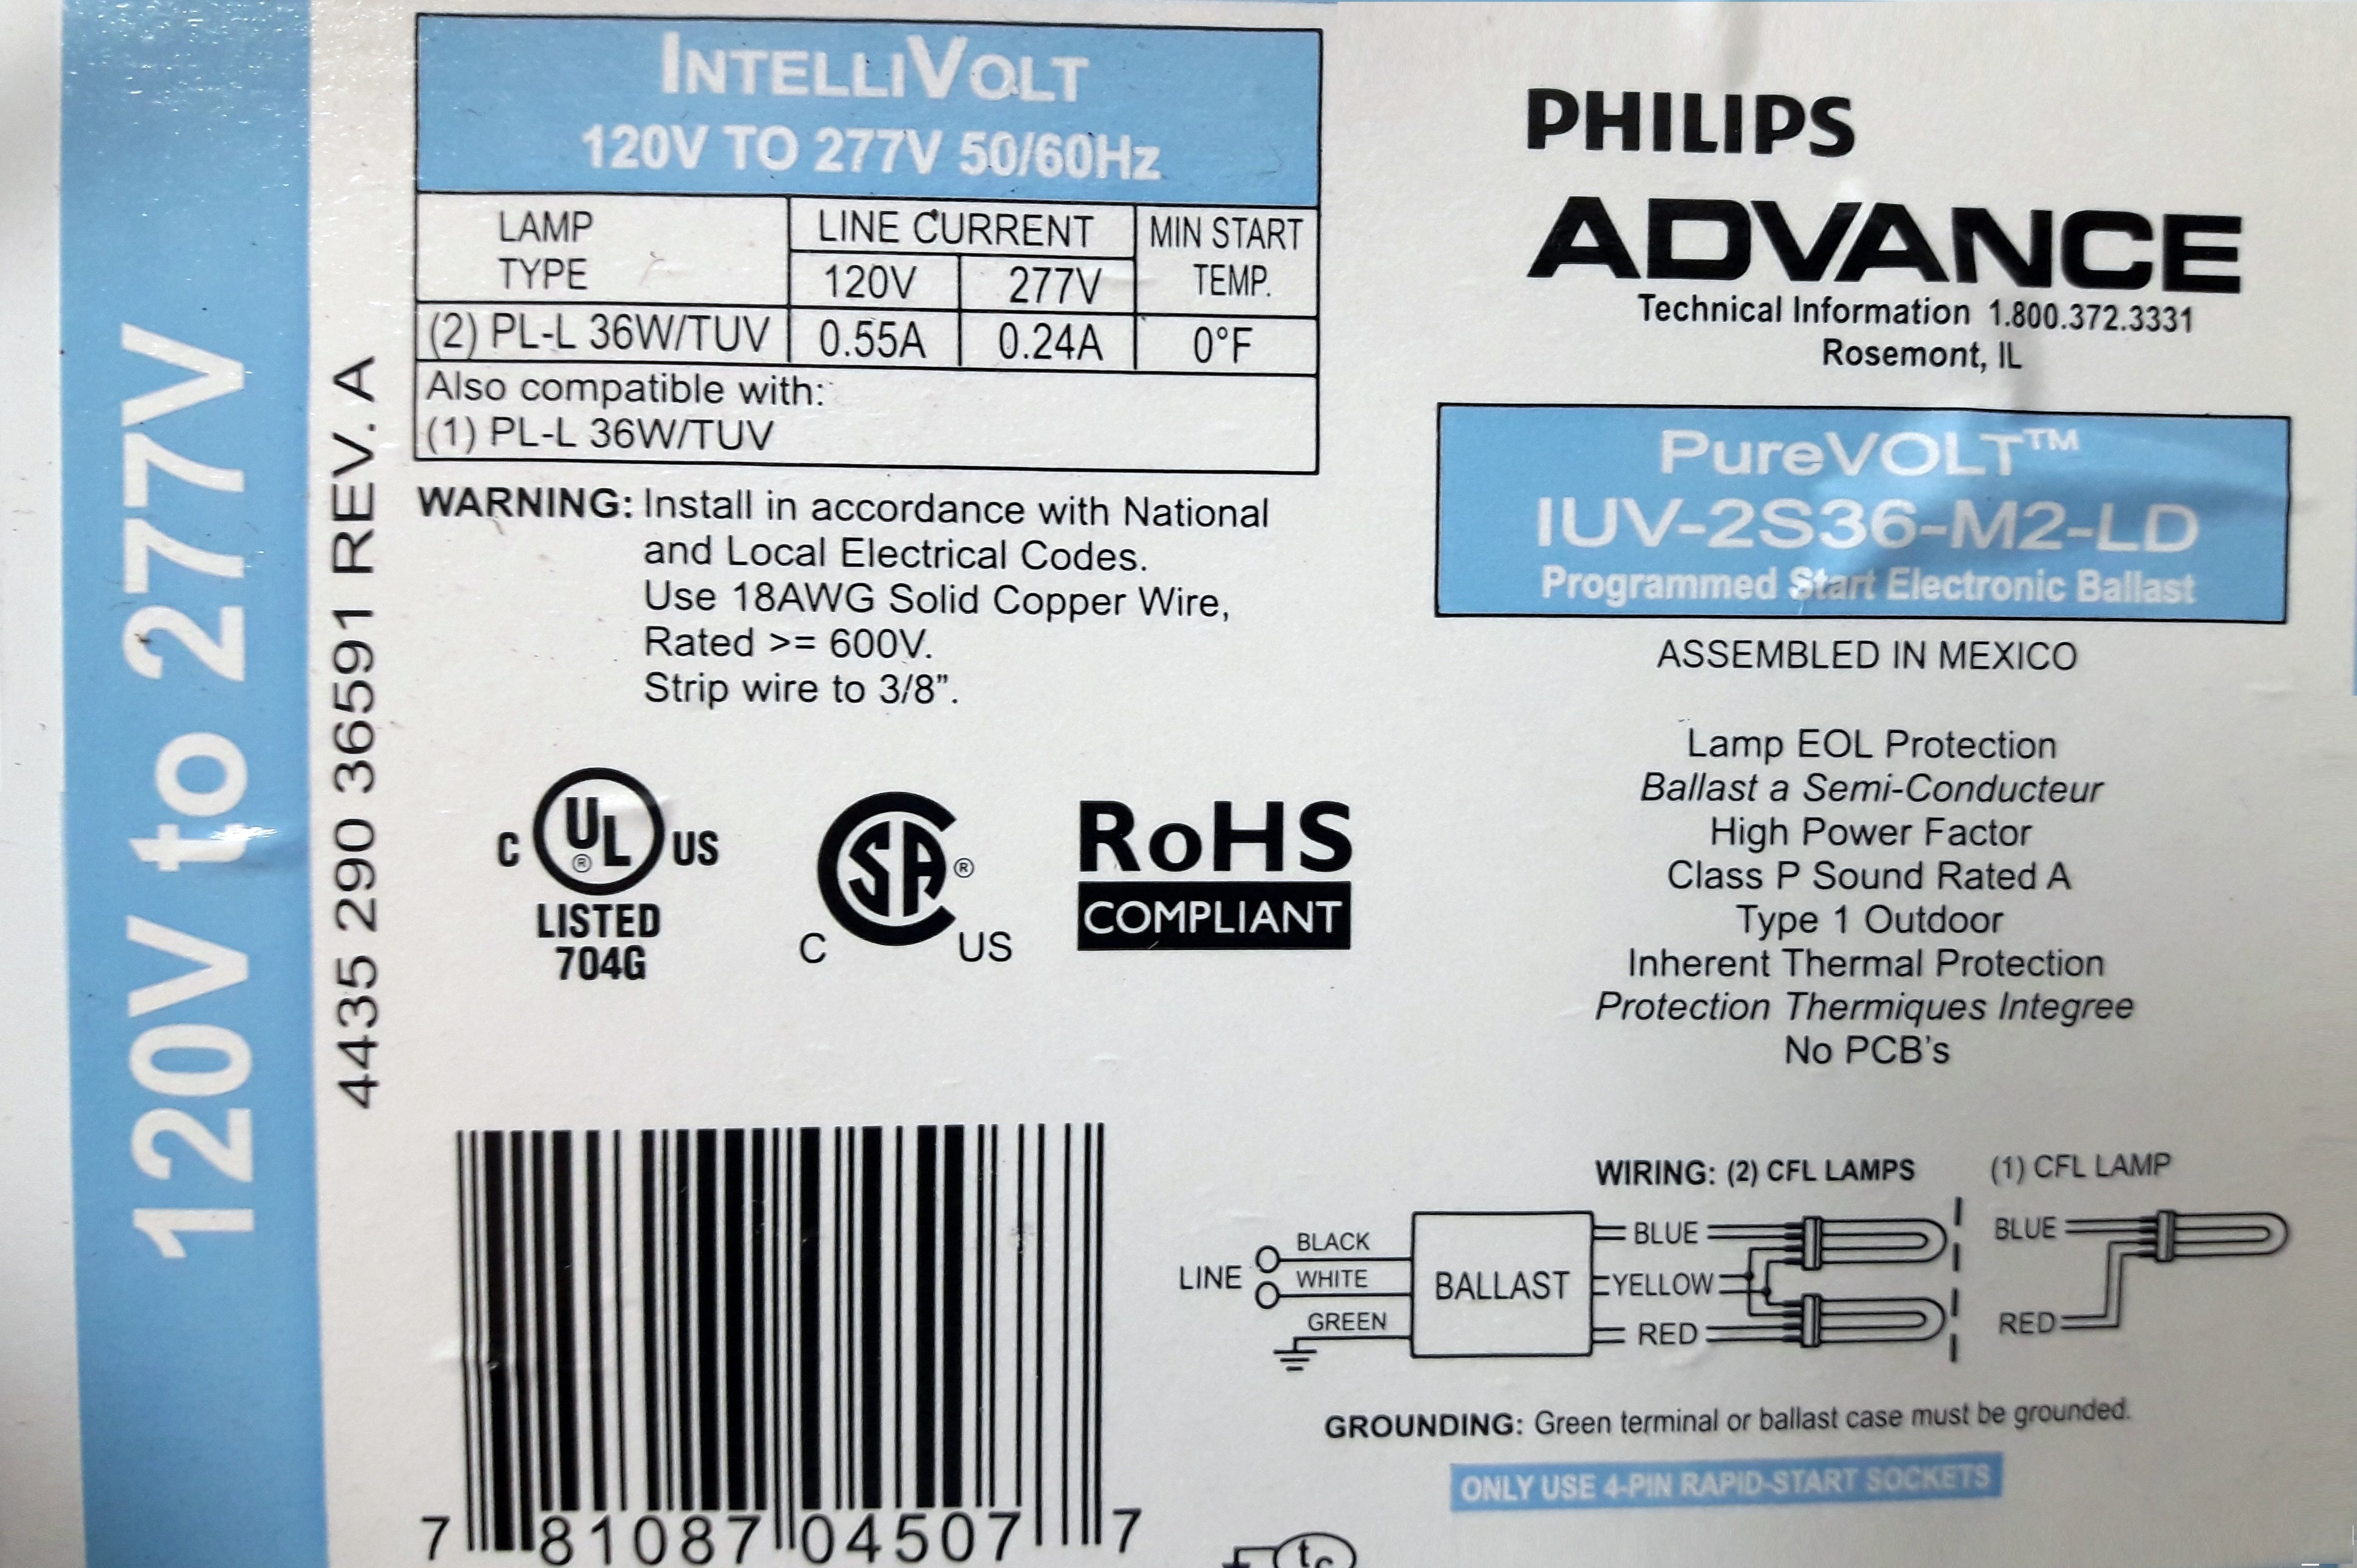 120V to 277V
4435 290 36591 REV. A
INTELLIVOLT
120V TO 277V 50/60Hz
LAMP TYPE
LINE CURRENT
MIN START TEMP.
120V 277V
(2) PL-L 36W/TUV 0.55A 0.24A 0°F
Also compatible with:
(1) PL-L 36W/TUV
WARNING: Install in accordance with National
and Local Electrical Codes.
Use 18AWG Solid Copper Wire,
Rated >= 600V.
Strip wire to 3/8”.
C UL ® US
LISTED
704G
C SA ® US
RoHS
COMPLIANT
7 81087 04507 7
PHILIPS
ADVANCE
Technical Information 1.800.372.3331
Rosemont, IL
PureVOLT™
IUV-2S36-M2-LD
Programmed Start Electronic Ballast
ASSEMBLED IN MEXICO
Lamp EOL Protection
Ballast a Semi-Conducteur
High Power Factor
Class P Sound Rated A
Type 1 Outdoor
Inherent Thermal Protection
Protection Thermiques Integree
No PCB’s
WIRING: (2) CFL LAMPS (1) CFL LAMP
LINE
BLACK
WHITE
GREEN
BALLAST
BLUE
YELLOW
RED
BLUE
RED
GROUNDING: Green terminal or ballast case must be grounded.
ONLY USE 4-PIN RAPID-START SOCKETS
tc